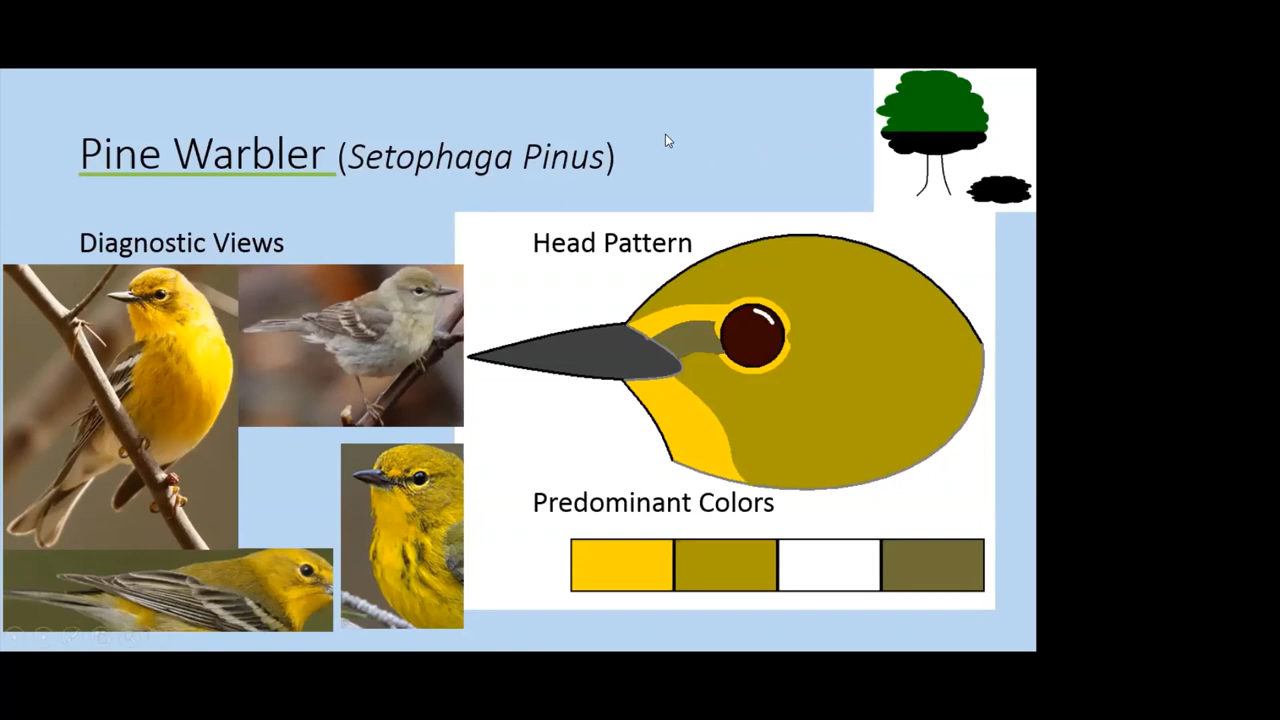 Pine Warbler (Setophaga Pinus)
Diagnostic Views
Head Pattern
Predominant Colors